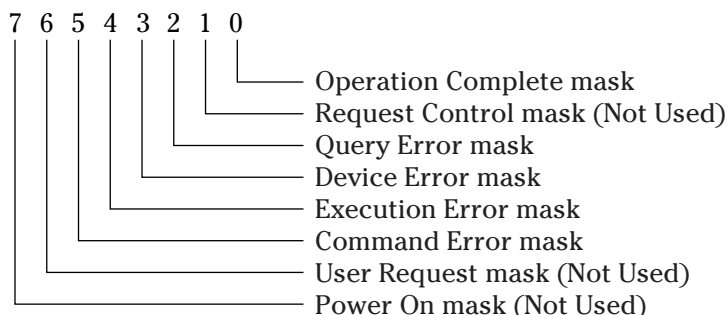 7 6 5 4 3 2 1 0
Operation Complete mask
Request Control mask (Not Used)
Query Error mask
Device Error mask
Execution Error mask
Command Error mask
User Request mask (Not Used)
Power On mask (Not Used)